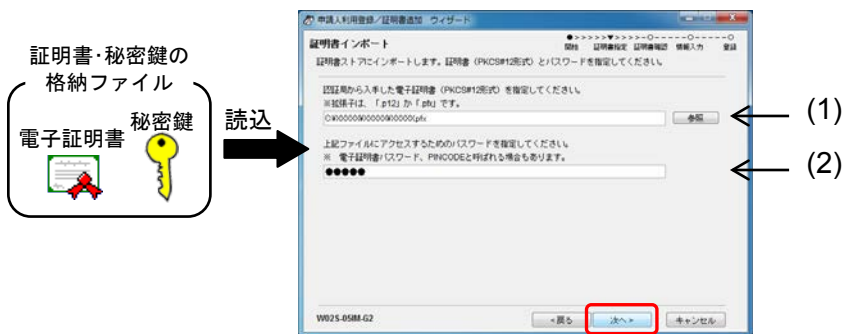 申請人利用登録／証明書追加 ウィザード
証明書インポート
●>>>>>▼>>>>-O-----O-----O
開始 証明書指定 証明書確認 情報入力 登録
証明書ストアにインポートします。証明書（PKCS#12形式）とパスワードを指定してください。
証明書・秘密鍵の
格納ファイル
電子証明書
秘密鍵
読込
認証局から入手した電子証明書（PKCS#12形式）を指定してください。
※拡張子は、「.p12」か「.pfx」です。
参照
(1)
上記ファイルにアクセスするためのパスワードを指定してください。
※ 電子証明書パスワード、PINCODEと呼ばれる場合もあります。
●●●●●
(2)
W02S-05IM-G2
<戻る
次へ>
キャンセル